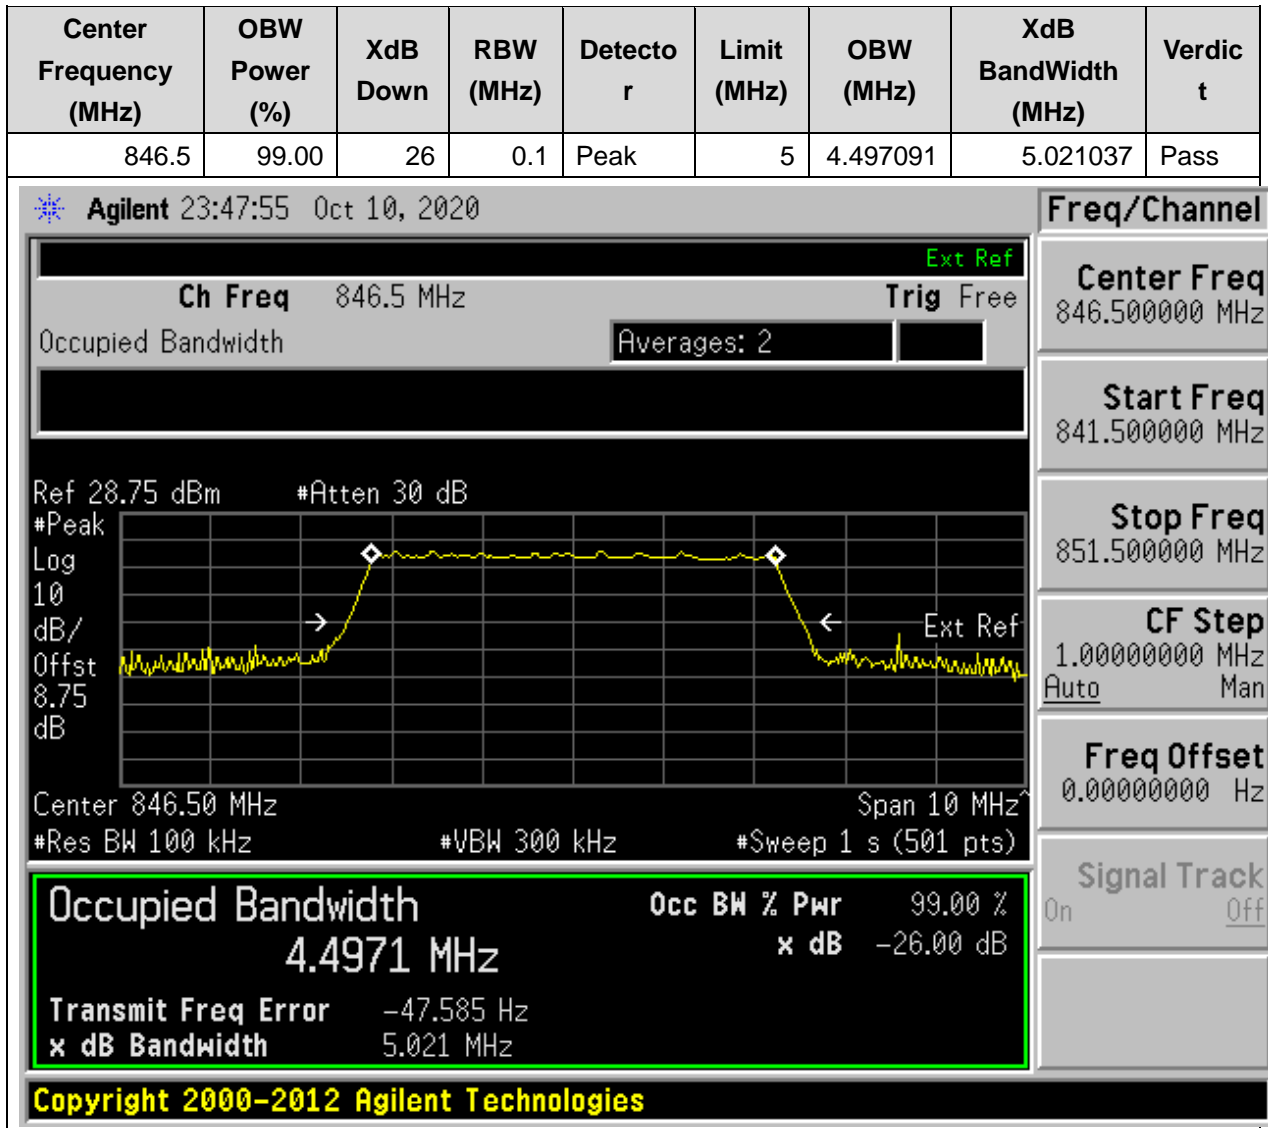 Center Frequency (MHz) OBW Power (%) XdB Down RBW (MHz) Detector Limit (MHz) OBW (MHz) XdB BandWidth (MHz) Verdict
846.5 99.00 26 0.1 Peak 5 4.497091 5.021037 Pass
Agilent 23:47:55 Oct 10, 2020
Freq/Channel
Ext Ref
Ch Freq 846.5 MHz Trig Free
Occupied Bandwidth Averages: 2
Center Freq
846.500000 MHz
Start Freq
841.500000 MHz
Stop Freq
851.500000 MHz
CF Step
1.00000000 MHz
Auto Man
Freq Offset
0.00000000 Hz
Signal Track
On Off
Ref 28.75 dBm #Atten 30 dB
#Peak
Log
10
dB/
Offst
8.75
dB
Ext Ref
Center 846.50 MHz Span 10 MHz^
#Res BW 100 kHz #VBW 300 kHz #Sweep 1 s (501 pts)
Occupied Bandwidth Occ BW % Pwr 99.00 %
4.4971 MHz x dB -26.00 dB
Transmit Freq Error -47.585 Hz
x dB Bandwidth 5.021 MHz
Copyright 2000-2012 Agilent Technologies